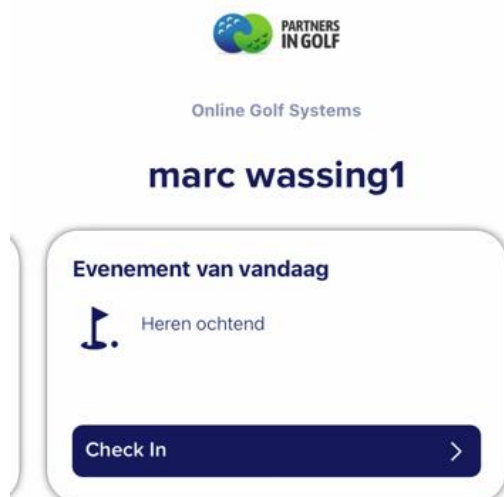 PARTNERS
IN GOLF
Online Golf Systems
marc wassing1
Evenement van vandaag
Heren ochtend
Check In